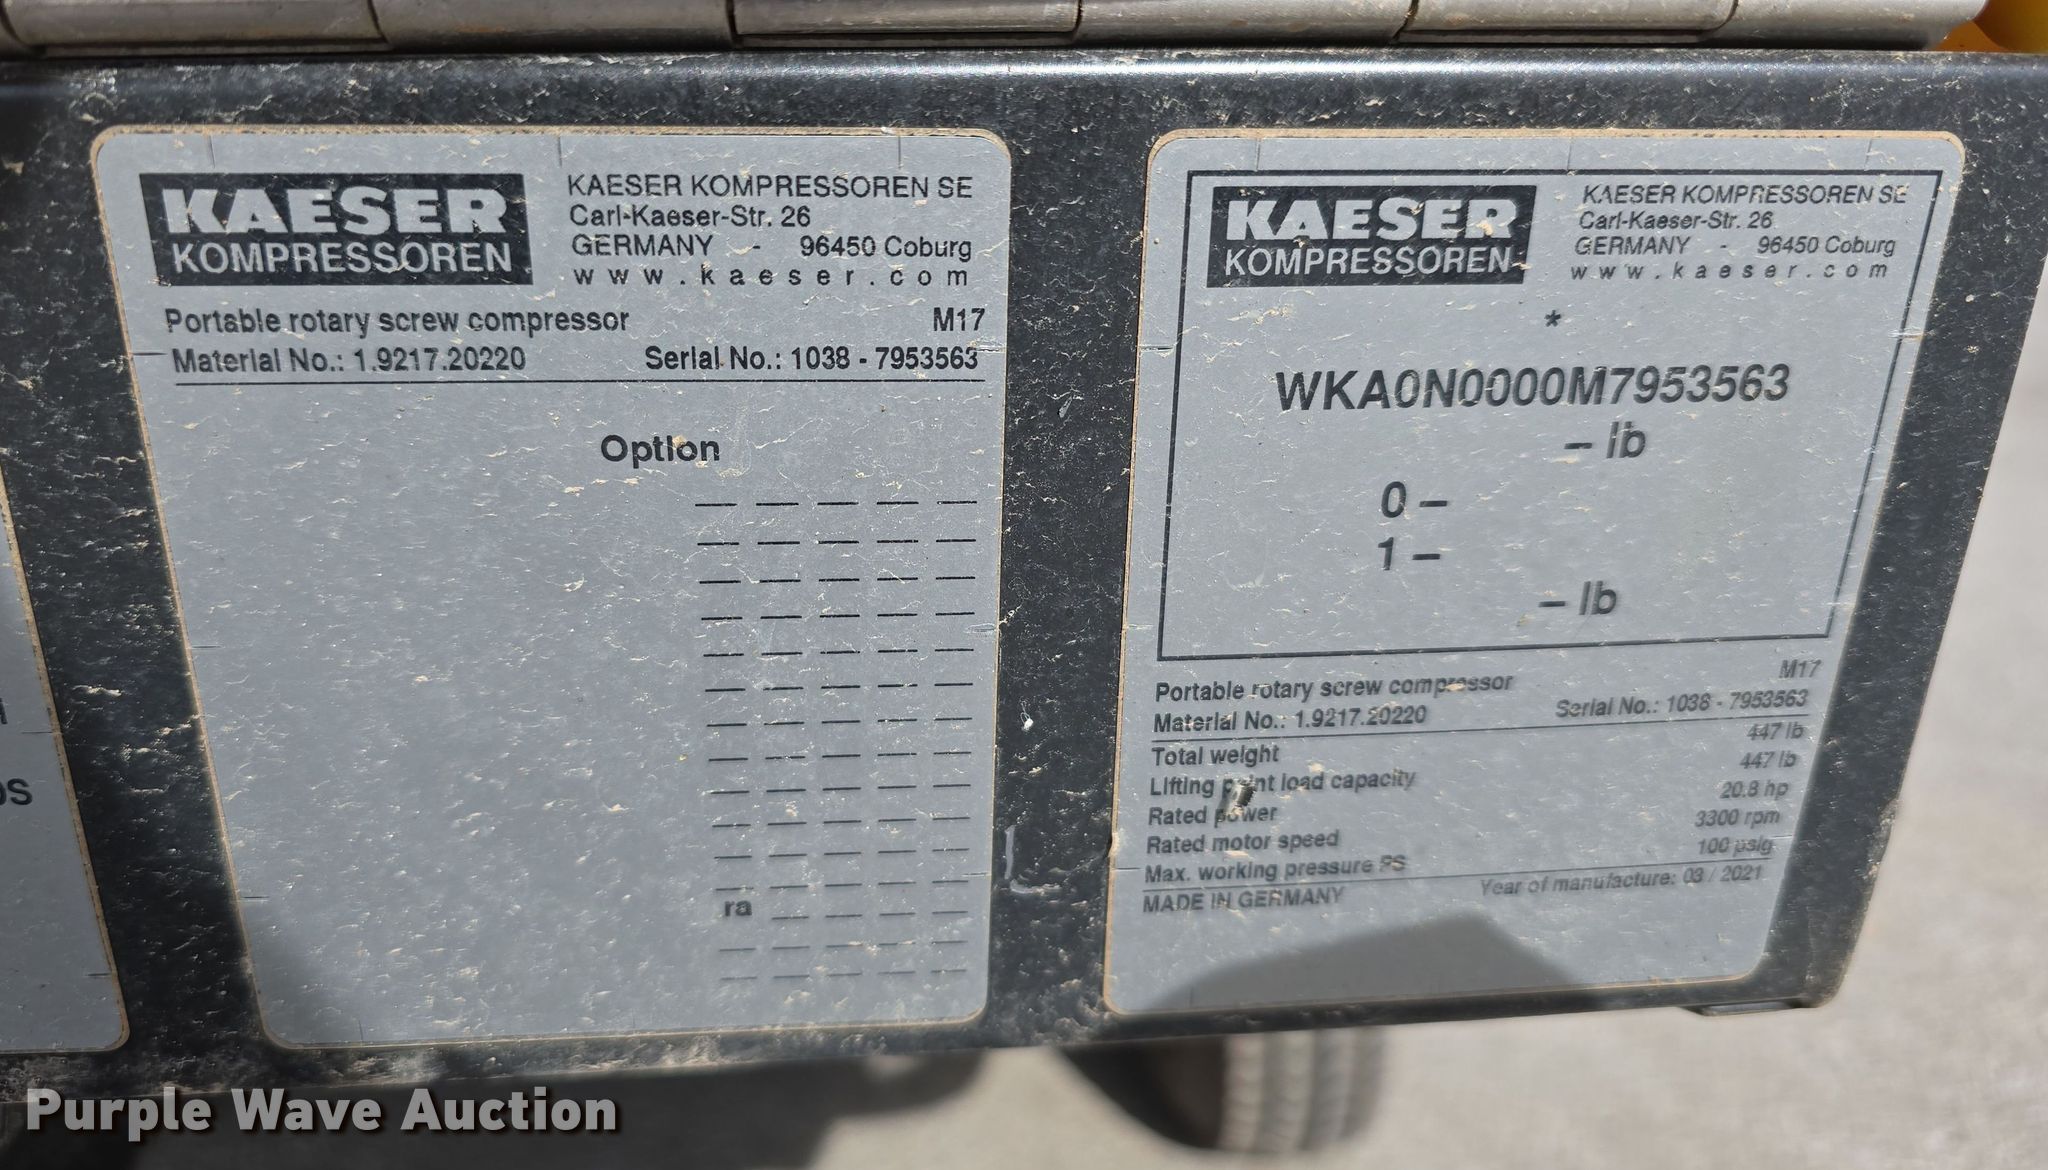 KAESER
KOMPRESSOREN
KAESER KOMPRESSOREN SE
Carl-Kaeser-Str. 26
GERMANY - 96450 Coburg
www.kaeser.com
Portable rotary screw compressor M17
Material No.: 1.9217.20220 Serial No.: 1038 - 7953563
Option
ra
KAESER
KOMPRESSOREN
KAESER KOMPRESSOREN SE
Carl-Kaeser-Str. 26
GERMANY - 96450 Coburg
www.kaeser.com
*
WKA0N0000M7953563
– lb
0 –
1 –
– lb
Portable rotary screw compressor M17
Material No.: 1.9217.20220 Serial No.: 1038 - 7953563
Total weight 447 lb
Lifting point load capacity 447 lb
Rated power 20.8 hp
Rated motor speed 3300 rpm
Max. working pressure PS 100 psig
MADE IN GERMANY Year of manufacture: 03 / 2021
Purple Wave Auction